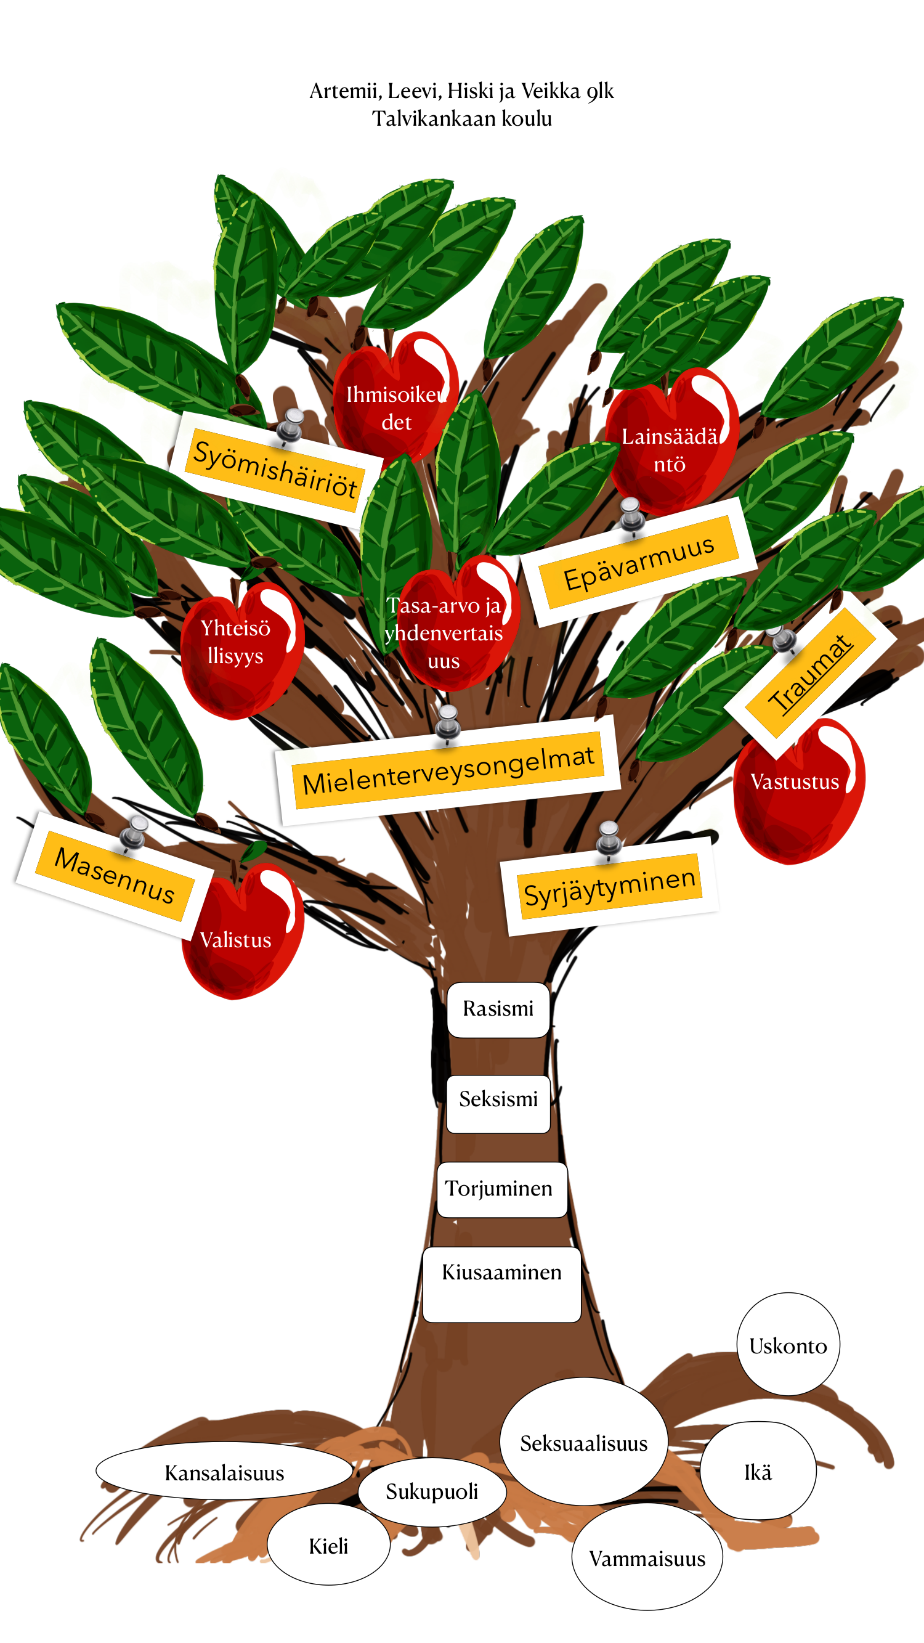 Artemii, Leevi, Hiski ja Veikka 9lk
Talvikankaan koulu
Ihmisoikeu
det
Lainsäädä
ntö
Syömishäiriöt
Epävarmuus
Tasa-arvo ja
yhdenvertais
uus
Yhteisö
llisyys
Traumat
Mielenterveysongelmat
Vastustus
Masennus
Syrjäytyminen
Valistus
Rasismi
Seksismi
Torjuminen
Kiusaaminen
Uskonto
Seksuaalisuus
Kansalaisuus
Ikä
Sukupuoli
Kieli
Vammaisuus